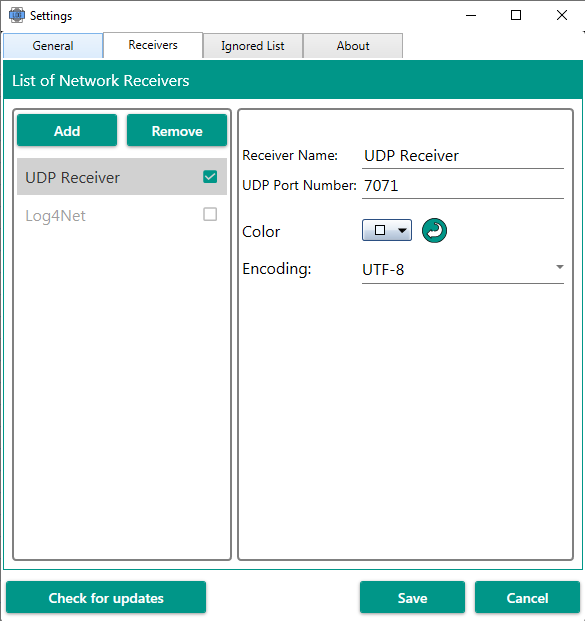 Settings
General Receivers Ignored List About
List of Network Receivers
Add Remove
UDP Receiver
Log4Net
Receiver Name: UDP Receiver
UDP Port Number: 7071
Color
Encoding: UTF-8
Check for updates Save Cancel